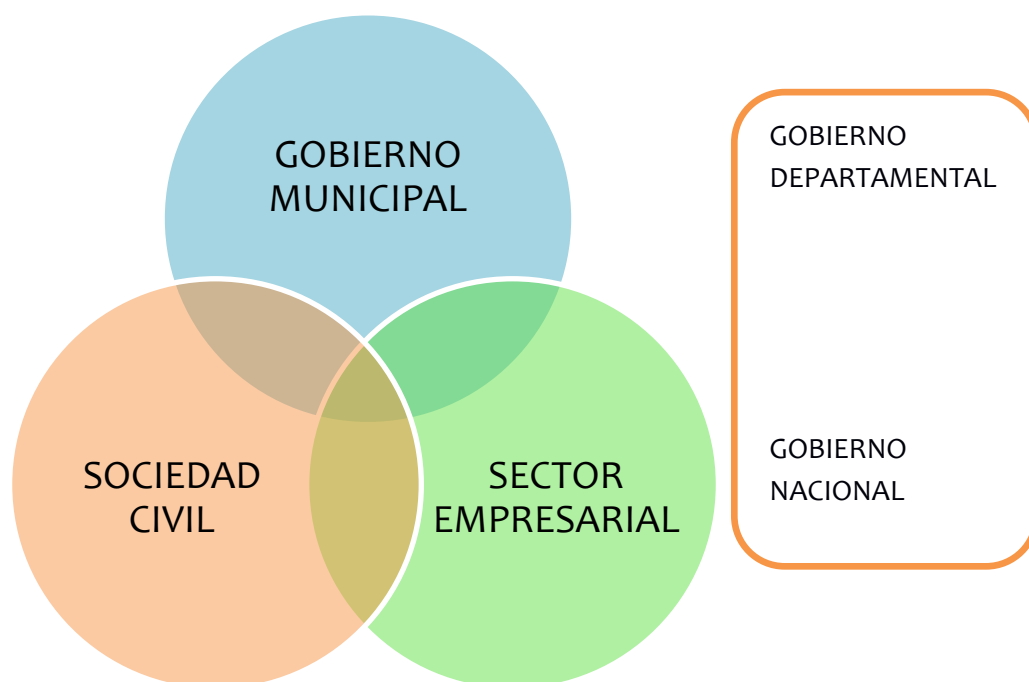 GOBIERNO
MUNICIPAL
SOCIEDAD
CIVIL
SECTOR
EMPRESARIAL
GOBIERNO
DEPARTAMENTAL
GOBIERNO
NACIONAL